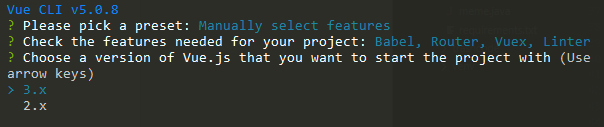 Vue CLI v5.0.8
? Please pick a preset: Manually select features
? Check the features needed for your project: Babel, Router, Vuex, Linter
? Choose a version of Vue.js that you want to start the project with (Use
arrow keys)
> 3.x
2.x